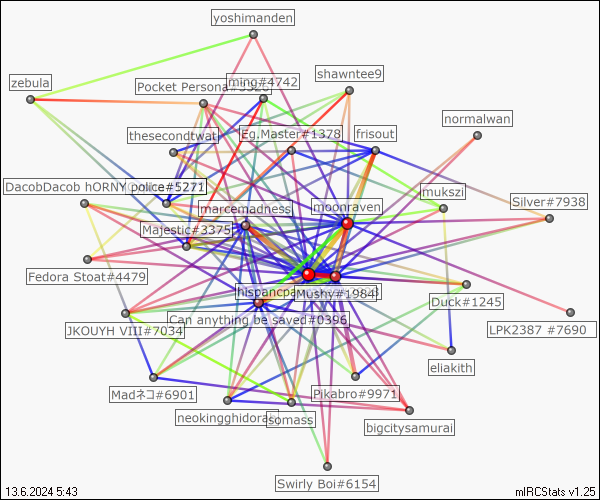 yoshimanden
zebula
Pocket Persona
ming#4742
shawntee9
thesecondtwat
Eg.Master#1378
frisout
normalwan
DacobDacob hORNY police#5271
marcemadness
moonraven
mukszi
Silver#7938
Majestic#3375
Fedora Stoat#4479
Mushy#1984
Duck#1245
JKOUYH VIII#7034
Can anything be saved#0396
LPK2387 #7690
eliakith
Madネコ#6901
Pikabro#9971
neokingghidora
somass
bigcitysamurai
Swirly Boi#6154
13.6.2024 5:43
mIRCStats v1.25